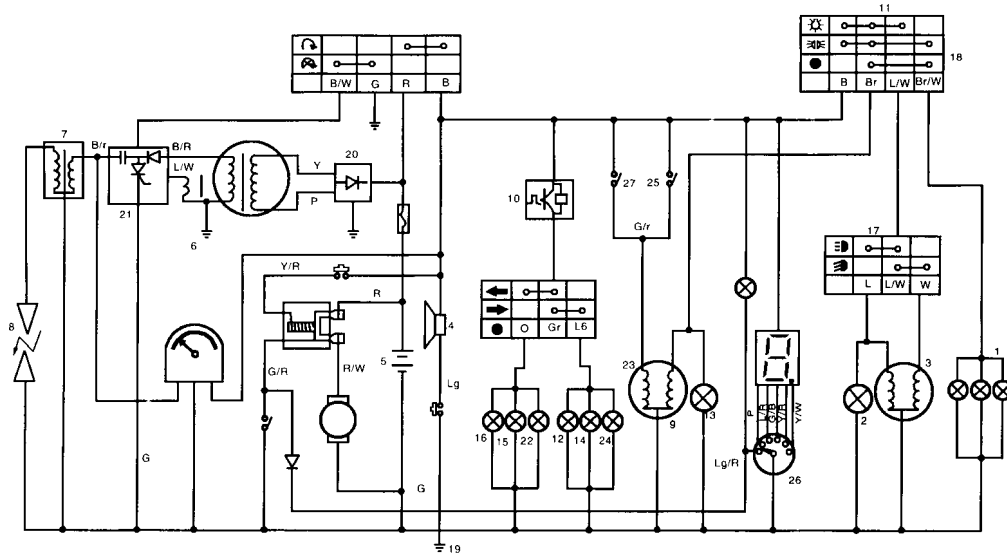 11
18
B/W G R B
B Br L/W Br/W
7
B/r
B/R
L/W
Y
P
20
21
6
10
27
25
G/r
17
L L/W W
Y/R
R
8
4
5
O Gr L6
23
3
1
G/R
R/W
Lg
P
L/R
G/B
V/R
Y/W
16 15 22
12 14 24
9
13
2
Lg/R
26
G
G
19